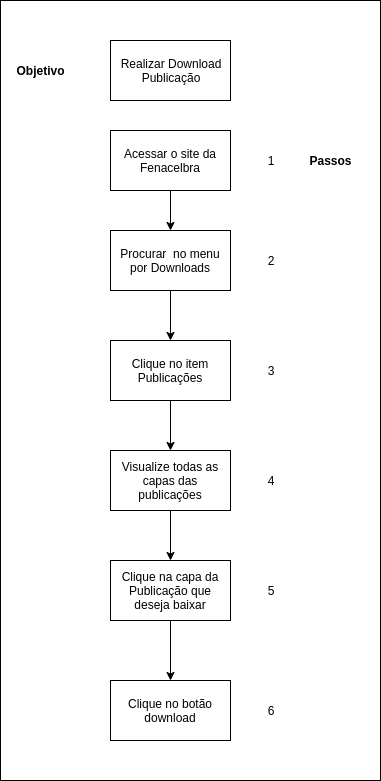 Objetivo
Realizar Download
Publicação
Acessar o site da
Fenacelbra
1
Passos
Procurar no menu
por Downloads
2
Clique no item
Publicações
3
Visualize todas as
capas das
publicações
4
Clique na capa da
Publicação que
deseja baixar
5
Clique no botão
download
6